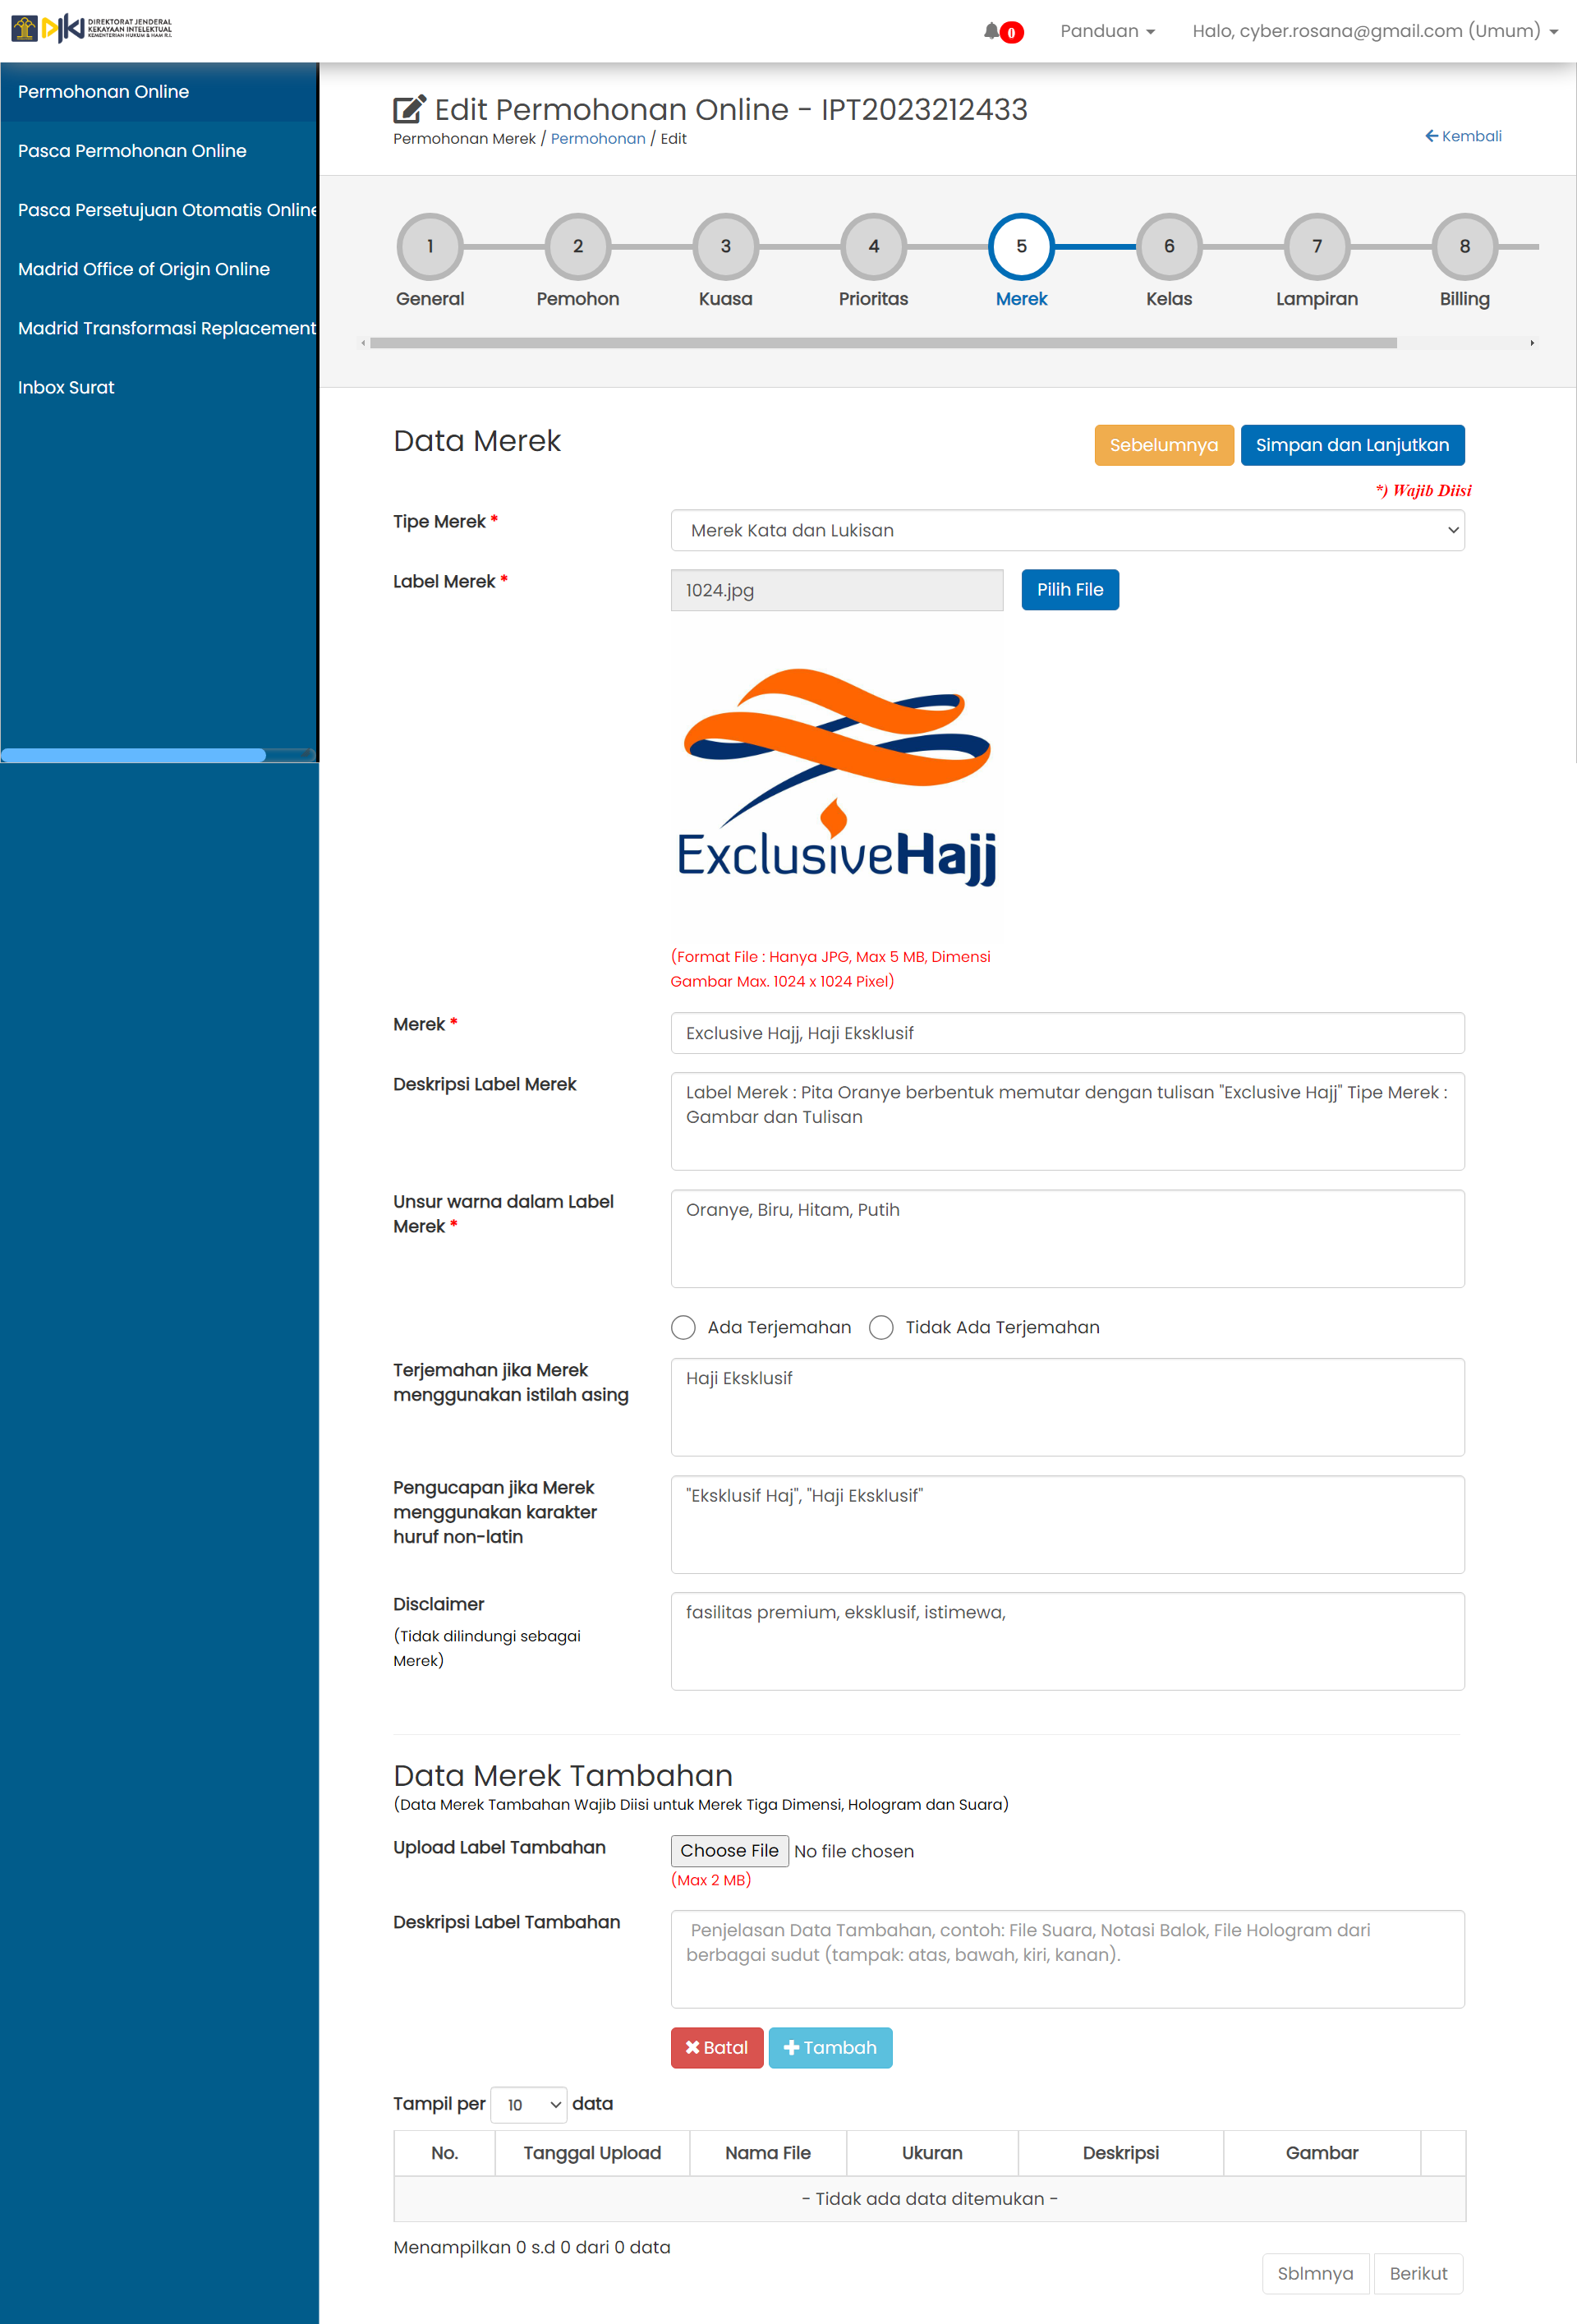 DIREKTORAT JENDERAL
KEKAYAAN INTELEKTUAL
KEMENTERIAN HUKUM & HAM R.I.
0
Panduan
Halo, cyber.rosana@gmail.com (Umum)
Permohonan Online
Pasca Permohonan Online
Pasca Persetujuan Otomatis Online
Madrid Office of Origin Online
Madrid Transformasi Replacement
Inbox Surat
Edit Permohonan Online - IPT2023212433
Permohonan Merek / Permohonan / Edit
Kembali
1 2 3 4 5 6 7 8
General Pemohon Kuasa Prioritas Merek Kelas Lampiran Billing
Data Merek
Sebelumnya Simpan dan Lanjutkan
*) Wajib Diisi
Tipe Merek *
Merek Kata dan Lukisan
Label Merek *
1024.jpg
Pilih File
ExclusiveHajj
(Format File : Hanya JPG, Max 5 MB, Dimensi
Gambar Max. 1024 x 1024 Pixel)
Merek *
Exclusive Hajj, Haji Eksklusif
Deskripsi Label Merek
Label Merek : Pita Oranye berbentuk memutar dengan tulisan "Exclusive Hajj" Tipe Merek :
Gambar dan Tulisan
Unsur warna dalam Label
Merek *
Oranye, Biru, Hitam, Putih
Ada Terjemahan Tidak Ada Terjemahan
Terjemahan jika Merek
menggunakan istilah asing
Haji Eksklusif
Pengucapan jika Merek
menggunakan karakter
huruf non-latin
"Eksklusif Haj", "Haji Eksklusif"
Disclaimer
(Tidak dilindungi sebagai
Merek)
fasilitas premium, eksklusif, istimewa,
Data Merek Tambahan
(Data Merek Tambahan Wajib Diisi untuk Merek Tiga Dimensi, Hologram dan Suara)
Upload Label Tambahan
Choose File No file chosen
(Max 2 MB)
Deskripsi Label Tambahan
Penjelasan Data Tambahan, contoh: File Suara, Notasi Balok, File Hologram dari
berbagai sudut (tampak: atas, bawah, kiri, kanan).
Batal Tambah
Tampil per 10 data
No. Tanggal Upload Nama File Ukuran Deskripsi Gambar
- Tidak ada data ditemukan -
Menampilkan 0 s.d 0 dari 0 data
Sblmnya Berikut